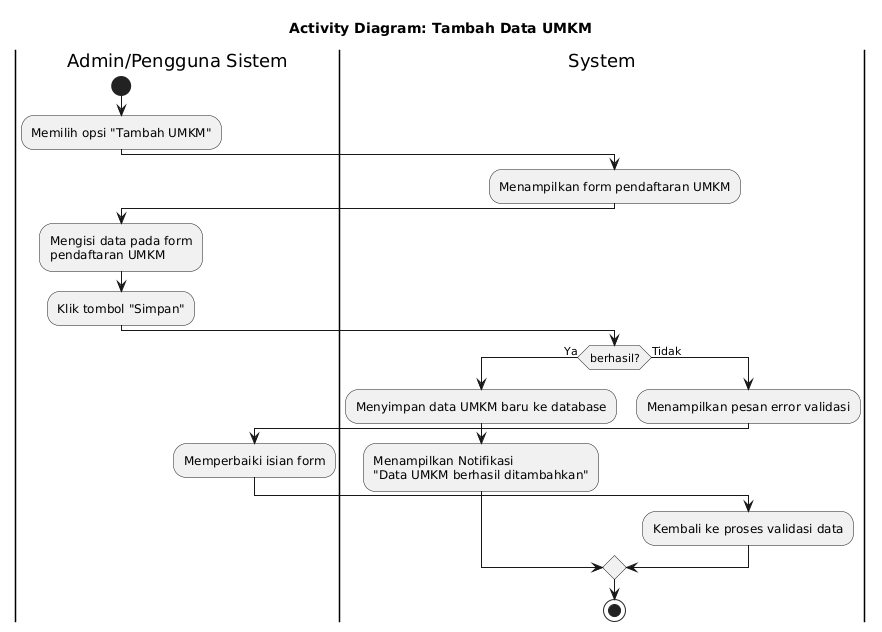 Activity Diagram: Tambah Data UMKM
Admin/Pengguna Sistem
System
Memilih opsi "Tambah UMKM"
Menampilkan form pendaftaran UMKM
Mengisi data pada form
pendaftaran UMKM
Klik tombol "Simpan"
Ya
berhasil?
Tidak
Menyimpan data UMKM baru ke database
Menampilkan pesan error validasi
Memperbaiki isian form
Menampilkan Notifikasi
"Data UMKM berhasil ditambahkan"
Kembali ke proses validasi data